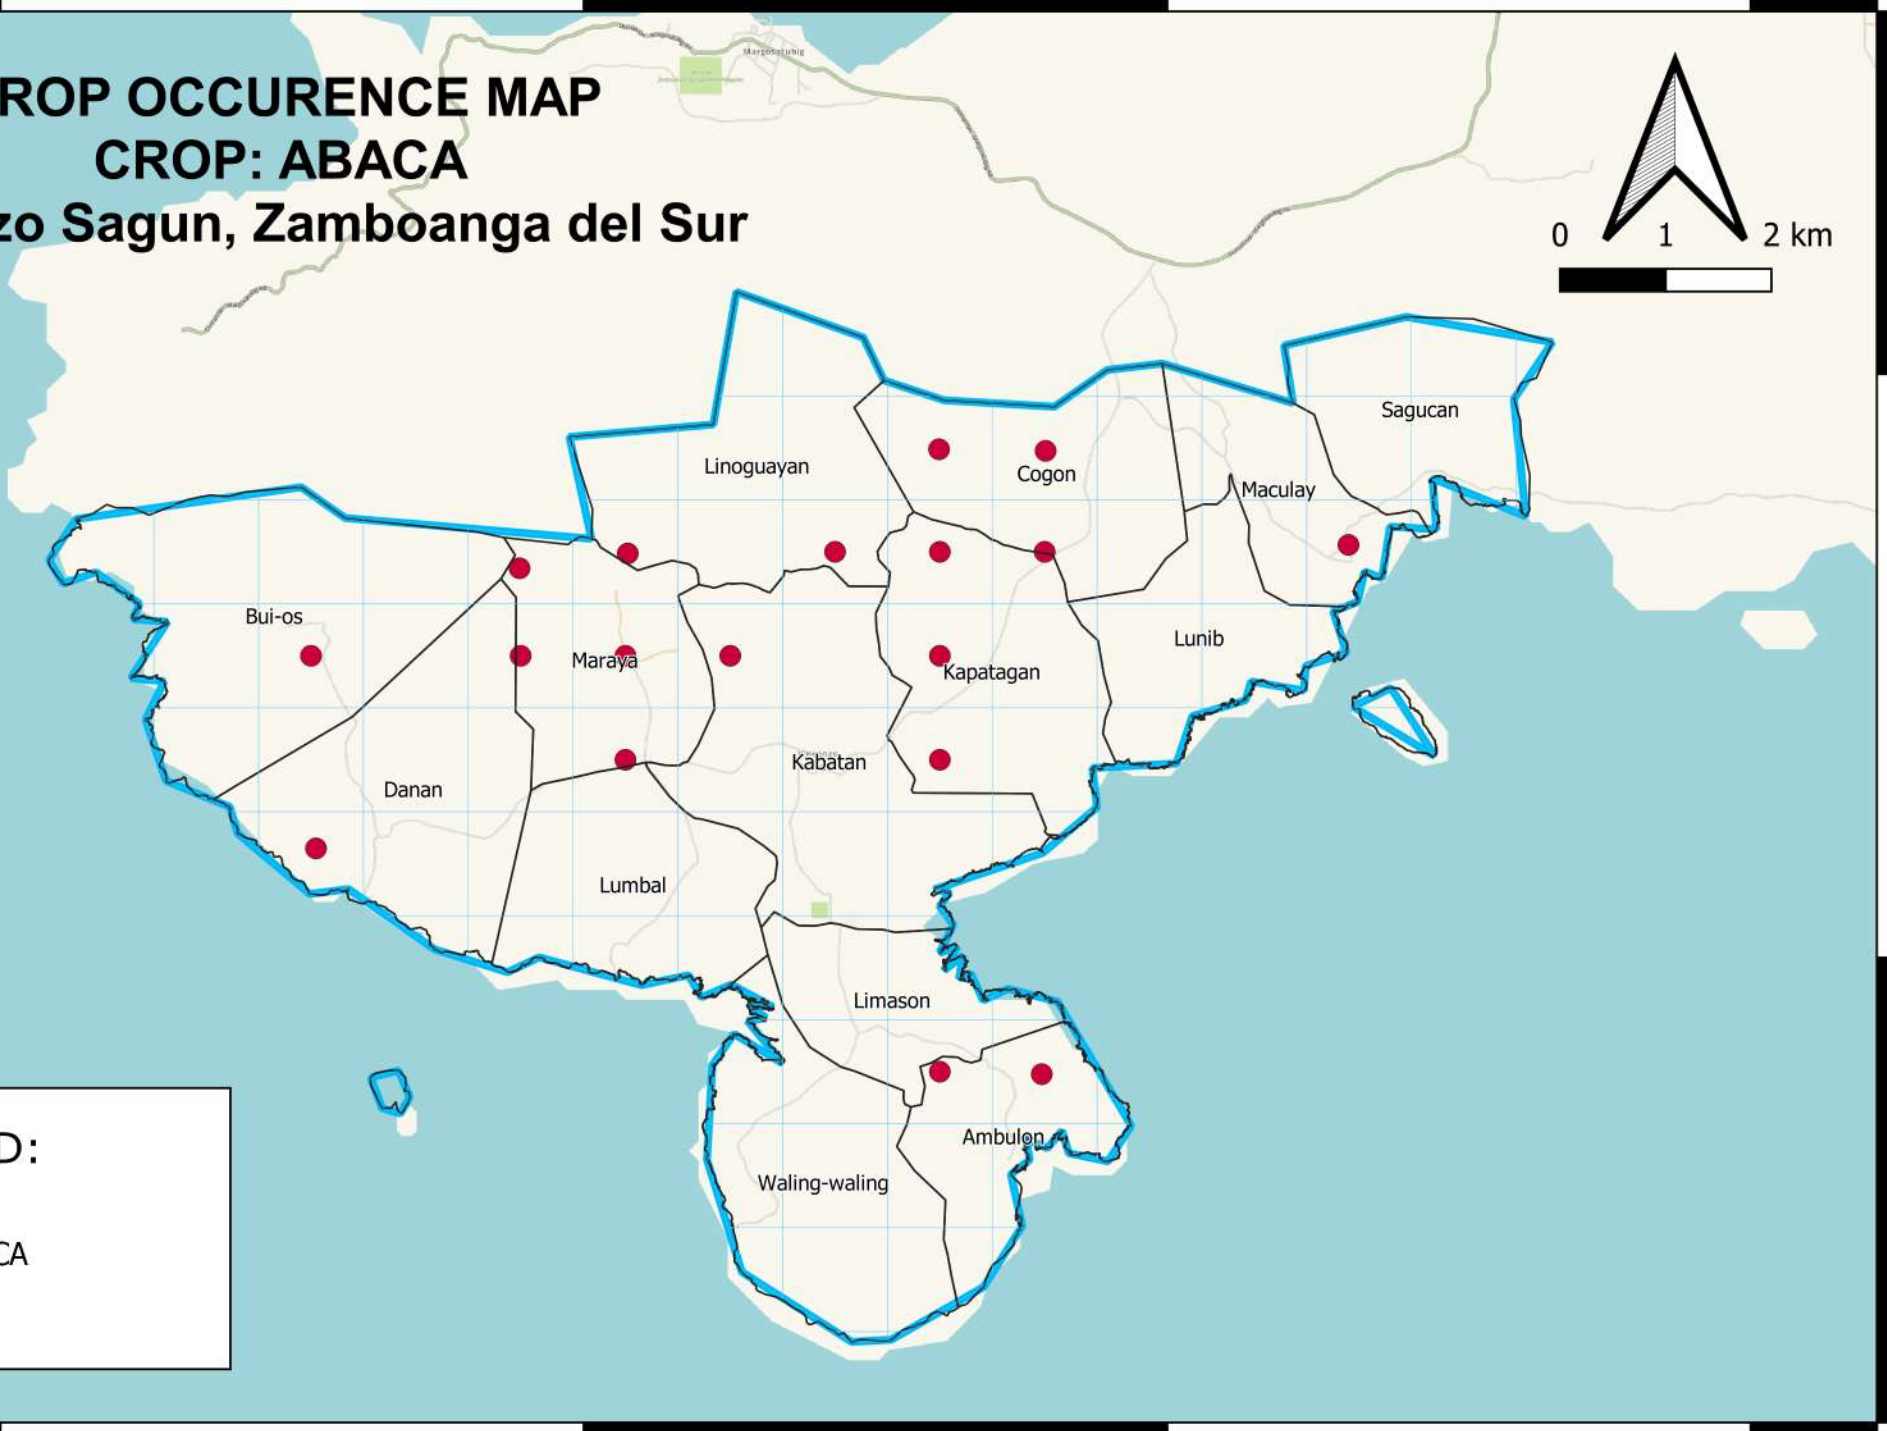 ROP OCCURENCE MAP
CROP: ABACA
zo Sagun, Zamboanga del Sur
Margosatubig
0 1 2 km
Sagucan
Linoguayan
Cogon
Maculay
Bui-os
Lunib
Maraya
Kapatagan
Kabatan
Danan
Lumbal
Limason
Ambulon
D:
Waling-waling
CA